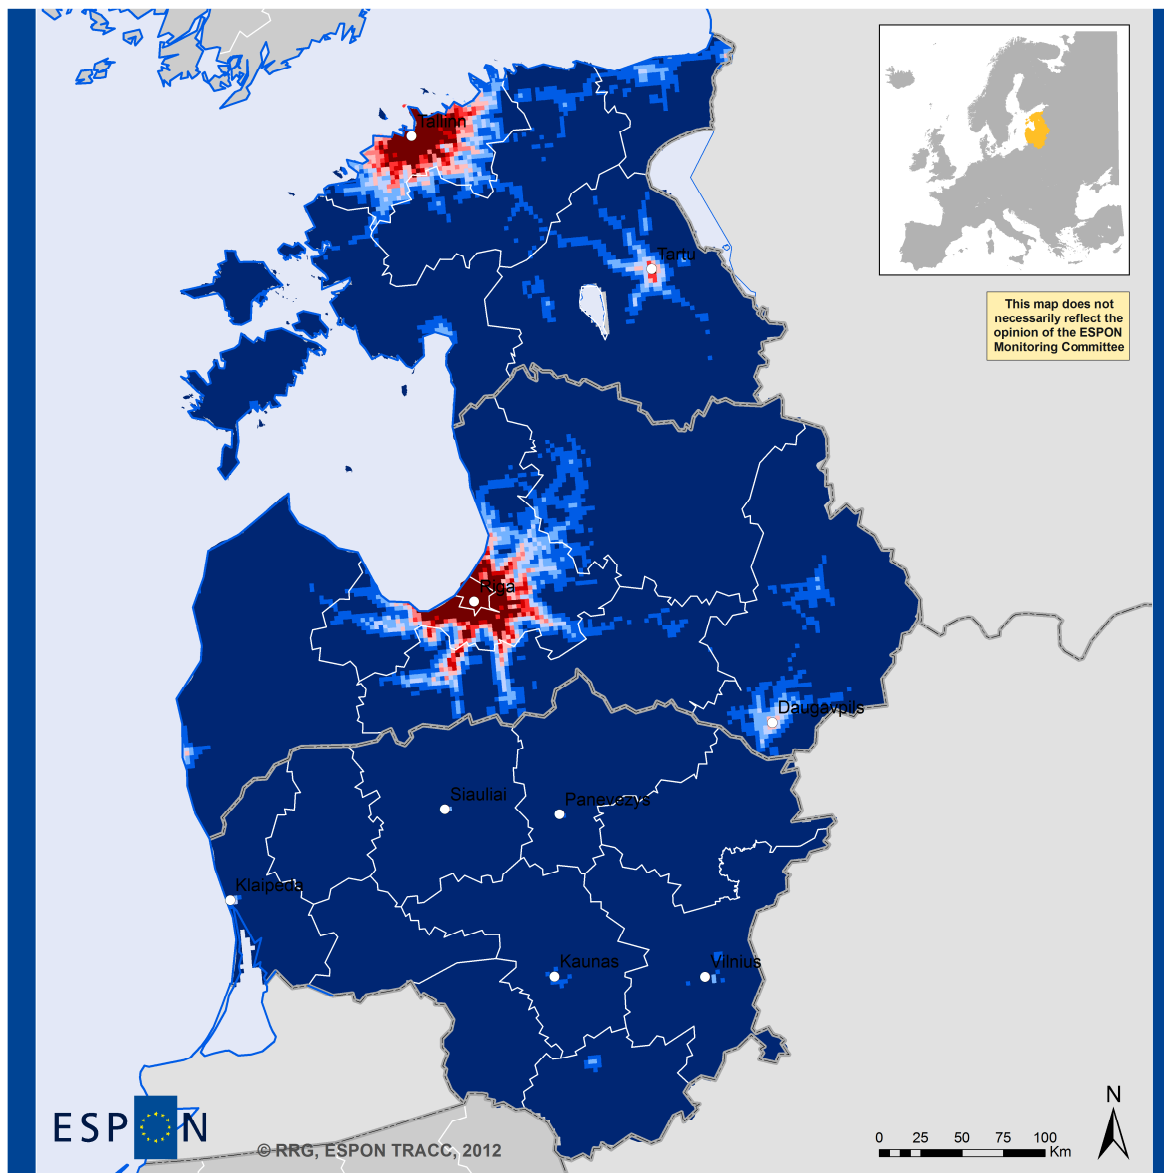 Tallinn
Tartu
This map does not
necessarily reflect the
opinion of the ESPON
Monitoring Committee
Riga
Daugavpils
Siauliai
Panevezys
Klaipeda
Kaunas
Vilnius
ESPON
© RRG, ESPON TRACC, 2012
N
0 25 50 75 100
Km